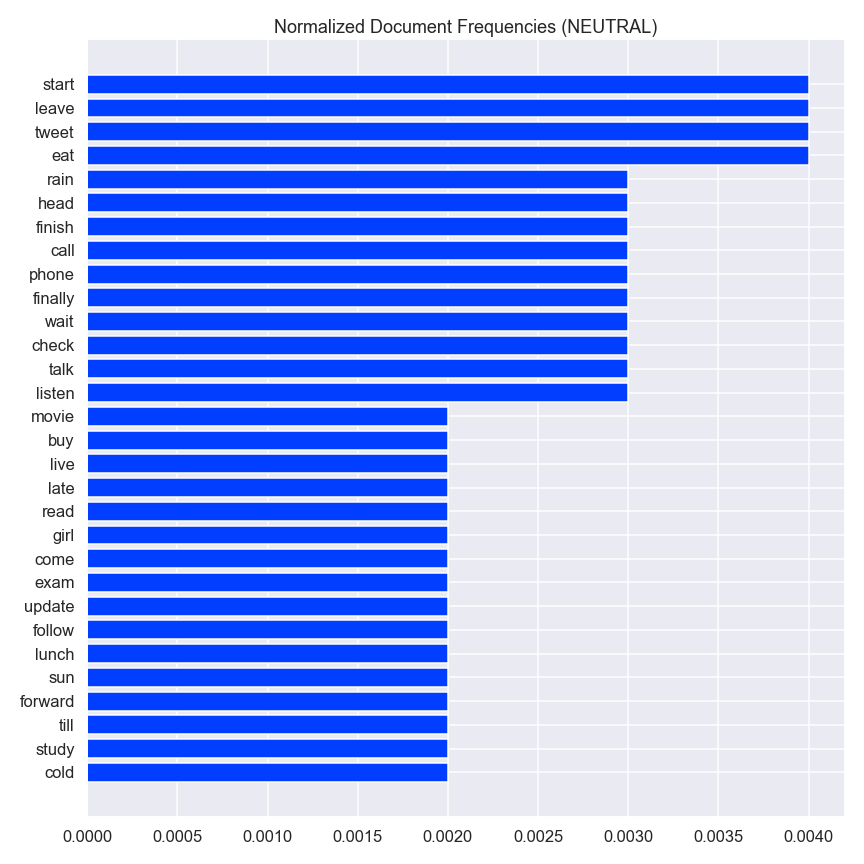 Normalized Document Frequencies (NEUTRAL)
start
leave
tweet
eat
rain
head
finish
call
phone
finally
wait
check
talk
listen
movie
buy
live
late
read
girl
come
exam
update
follow
lunch
sun
forward
till
study
cold
0.0000 0.0005 0.0010 0.0015 0.0020 0.0025 0.0030 0.0035 0.0040